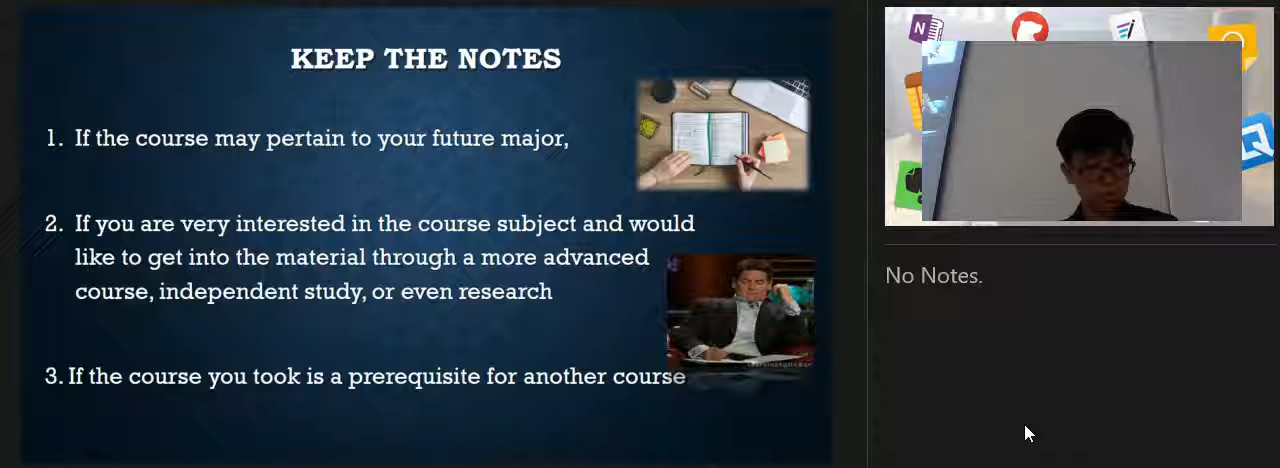 KEEP THE NOTES
1. If the course may pertain to your future major,
2. If you are very interested in the course subject and would
like to get into the material through a more advanced
course, independent study, or even research
3. If the course you took is a prerequisite for another course
N
No Notes.